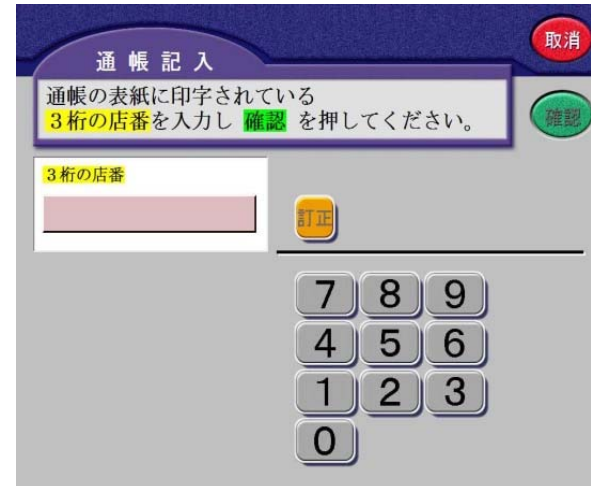 通帳記入
取消
通帳の表紙に印字されている
3桁の店番を入力し 確認 を押してください。
確認
3桁の店番
訂正
7 8 9
4 5 6
1 2 3
0